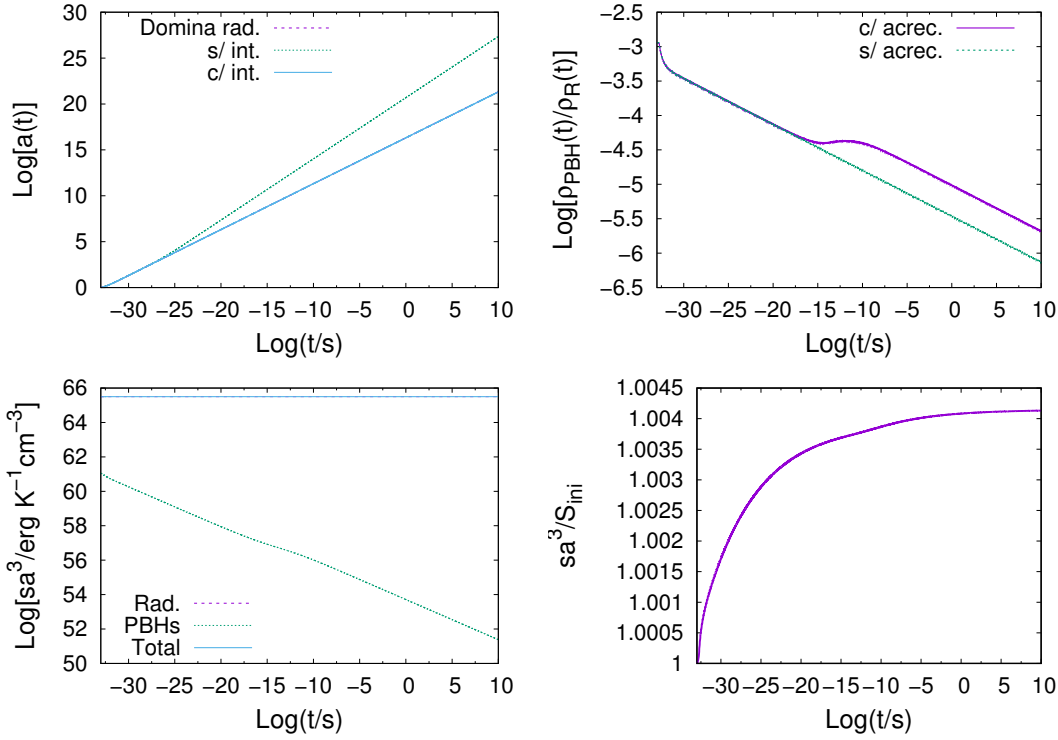 Log[a(t)]
30
25
20
15
10
5
0
Domina rad.
s/ int.
c/ int.
−30 −25 −20 −15 −10 −5 0 5 10
Log(t/s)
Log[ρPBH(t)/ρR(t)]
−2.5
−3
−3.5
−4
−4.5
−5
−5.5
−6
−6.5
c/ acrec.
s/ acrec.
−30 −25 −20 −15 −10 −5 0 5 10
Log(t/s)
Log[sa³/erg K⁻¹cm⁻³]
66
64
62
60
58
56
54
52
50
Rad.
PBHs
Total
−30 −25 −20 −15 −10 −5 0 5 10
Log(t/s)
sa³/Sini
1.0045
1.004
1.0035
1.003
1.0025
1.002
1.0015
1.001
1.0005
1
−30 −25 −20 −15 −10 −5 0 5 10
Log(t/s)